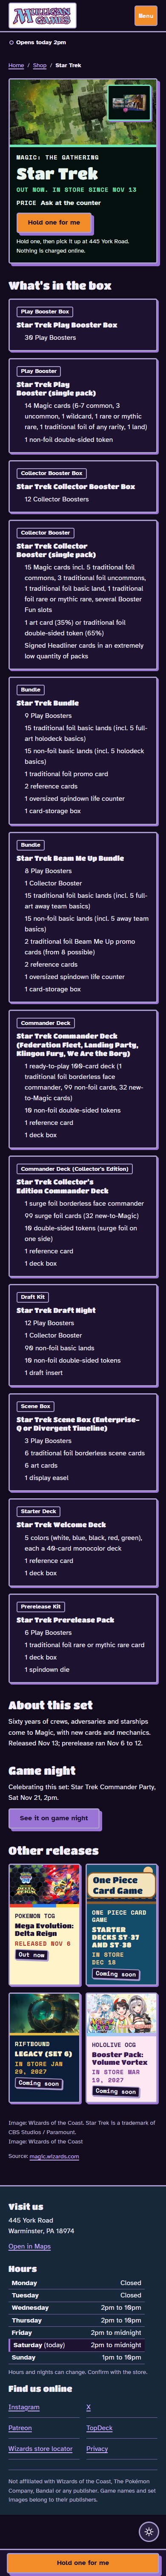 MULLIGAN GAMES
Menu
Opens today 2pm
Home / Shop / Star Trek
MAGIC: THE GATHERING
Star Trek
OUT NOW. IN STORE SINCE NOV 13
PRICE Ask at the counter
Hold one for me
Hold one, then pick it up at 445 York Road.
Nothing is charged online.
What's in the box
Play Booster Box
Star Trek Play Booster Box
30 Play Boosters
Play Booster
Star Trek Play
Booster (single pack)
14 Magic cards (6-7 common, 3
uncommon, 1 wildcard, 1 rare or mythic
rare, 1 traditional foil of any rarity, 1 land)
1 non-foil double-sided token
Collector Booster Box
Star Trek Collector Booster Box
12 Collector Boosters
Collector Booster
Star Trek Collector
Booster (single pack)
15 Magic cards incl. 5 traditional foil
commons, 3 traditional foil uncommons,
1 traditional foil basic land, 1 traditional
foil rare or mythic rare, several Booster
Fun slots
1 art card (35%) or traditional foil
double-sided token (65%)
Signed Headliner cards in an extremely
low quantity of packs
Bundle
Star Trek Bundle
9 Play Boosters
15 traditional foil basic lands (incl. 5 full-
art holodeck basics)
15 non-foil basic lands (incl. 5 holodeck
basics)
1 traditional foil promo card
2 reference cards
1 oversized spindown life counter
1 card-storage box
Bundle
Star Trek Beam Me Up Bundle
8 Play Boosters
1 Collector Booster
15 traditional foil basic lands (incl. 5 full-
art away team basics)
15 non-foil basic lands (incl. 5 away team
basics)
2 traditional foil Beam Me Up promo
cards (from 8 possible)
2 reference cards
1 oversized spindown life counter
1 card-storage box
Commander Deck
Star Trek Commander Deck
(Federation Fleet, Landing Party,
Klingon Fury, We Are the Borg)
1 ready-to-play 100-card deck (1
traditional foil borderless face
commander, 99 non-foil cards, 32 new-
to-Magic cards)
10 non-foil double-sided tokens
1 reference card
1 deck box
Commander Deck (Collector's Edition)
Star Trek Collector's
Edition Commander Deck
1 surge foil borderless face commander
99 surge foil cards (32 new-to-Magic)
10 double-sided tokens (surge foil on
one side)
1 reference card
1 deck box
Draft Kit
Star Trek Draft Night
12 Play Boosters
1 Collector Booster
90 non-foil basic lands
10 non-foil double-sided tokens
1 draft insert
Scene Box
Star Trek Scene Box (Enterprise-
Q or Divergent Timeline)
3 Play Boosters
6 traditional foil borderless scene cards
6 art cards
1 display easel
Starter Deck
Star Trek Welcome Deck
5 colors (white, blue, black, red, green),
each a 40-card monocolor deck
1 reference card
1 deck box
Prerelease Kit
Star Trek Prerelease Pack
6 Play Boosters
1 traditional foil rare or mythic rare card
1 deck box
1 spindown die
About this set
Sixty years of crews, adversaries and starships
come to Magic, with new cards and mechanics.
Released Nov 13; prerelease ran Nov 6 to 12.
Game night
Celebrating this set: Star Trek Commander Party,
Sat Nov 21, 2pm.
See it on game night
Other releases
POKEMON TCG
Mega Evolution:
Delta Reign
RELEASED NOV 6
Out now
One Piece
Card Game
ONE PIECE CARD
GAME
STARTER
DECKS ST-37
AND ST-38
IN STORE
DEC 18
Coming soon
RIFTBOUND
LEGACY (SET 6)
IN STORE JAN
29, 2027
Coming soon
HOLOLIVE OCG
Booster Pack:
Volume Vortex
IN STORE MAR
19, 2027
Coming soon
Image: Wizards of the Coast. Star Trek is a trademark of
CBS Studios / Paramount.
Image: Wizards of the Coast
Source: magic.wizards.com
Visit us
445 York Road
Warminster, PA 18974
Open in Maps
Hours
Monday Closed
Tuesday Closed
Wednesday 2pm to 10pm
Thursday 2pm to 10pm
Friday 2pm to midnight
Saturday (today) 2pm to midnight
Sunday 1pm to 10pm
Hours and nights can change. Confirm with the store.
Find us online
Instagram X
Patreon TopDeck
Wizards store locator Privacy
Not affiliated with Wizards of the Coast, The Pokémon
Company, Bandai or any publisher. Game names and set
images belong to their publishers.
Hold one for me